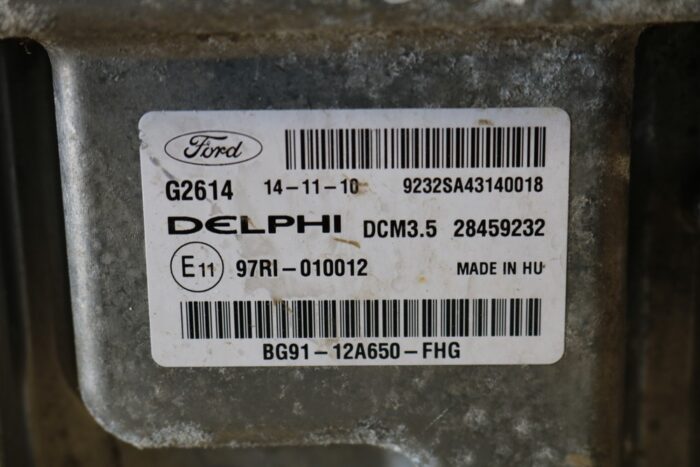 Ford
G2614 14-11-10 9232SA43140018
DELPHI DCM3.5 28459232
E11 97RI-010012 MADE IN HU
BG91-12A650-FHG